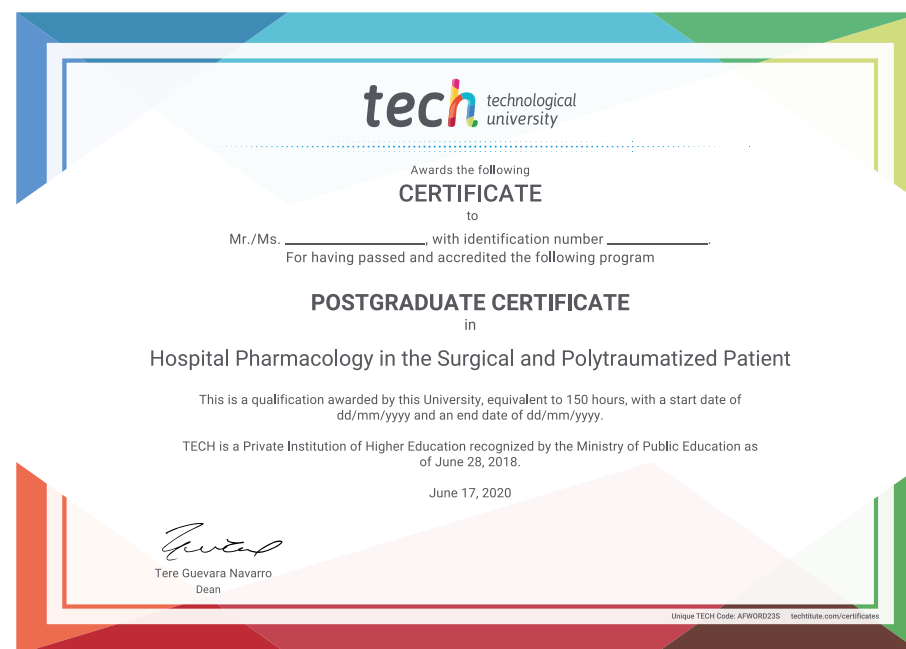 tech technological
university
Awards the following
CERTIFICATE
to
Mr./Ms. ____________, with identification number ____________.
For having passed and accredited the following program
POSTGRADUATE CERTIFICATE
in
Hospital Pharmacology in the Surgical and Polytraumatized Patient
This is a qualification awarded by this University, equivalent to 150 hours, with a start date of
dd/mm/yyyy and an end date of dd/mm/yyyy.
TECH is a Private Institution of Higher Education recognized by the Ministry of Public Education as
of June 28, 2018.
June 17, 2020
Tere Guevara Navarro
Dean
Unique TECH Code: AFWORD23S techtitute.com/certificates